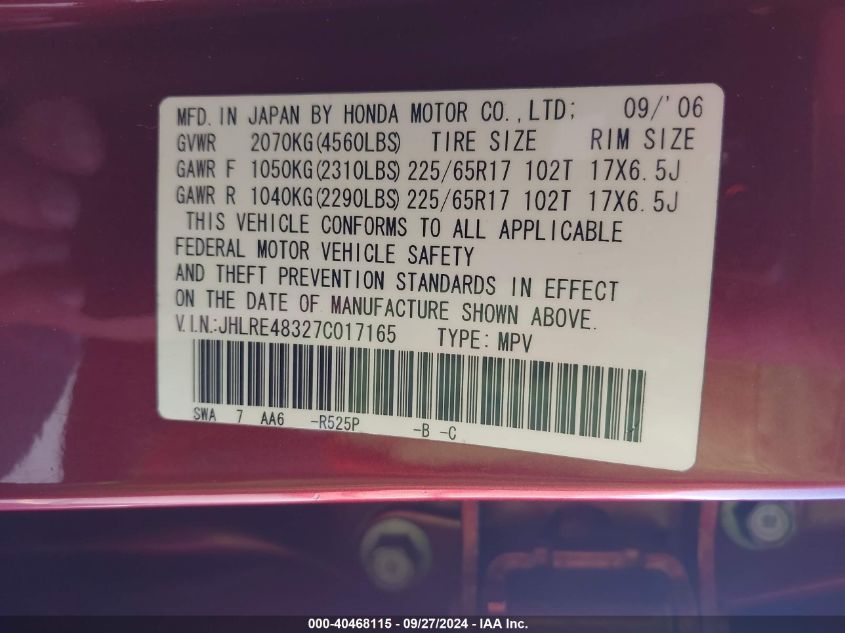 MFD. IN JAPAN BY HONDA MOTOR CO.,LTD; 09/'06
GVWR 2070KG(4560LBS) TIRE SIZE RIM SIZE
GAWR F 1050KG(2310LBS) 225/65R17 102T 17X6.5J
GAWR R 1040KG(2290LBS) 225/65R17 102T 17X6.5J
THIS VEHICLE CONFORMS TO ALL APPLICABLE
FEDERAL MOTOR VEHICLE SAFETY
AND THEFT PREVENTION STANDARDS IN EFFECT
ON THE DATE OF MANUFACTURE SHOWN ABOVE.
V.I.N.:JHLRE48327C017165 TYPE: MPV
SWA 7 AA6 -R525P -B -C
000-40468115 - 09/27/2024 - IAA Inc.